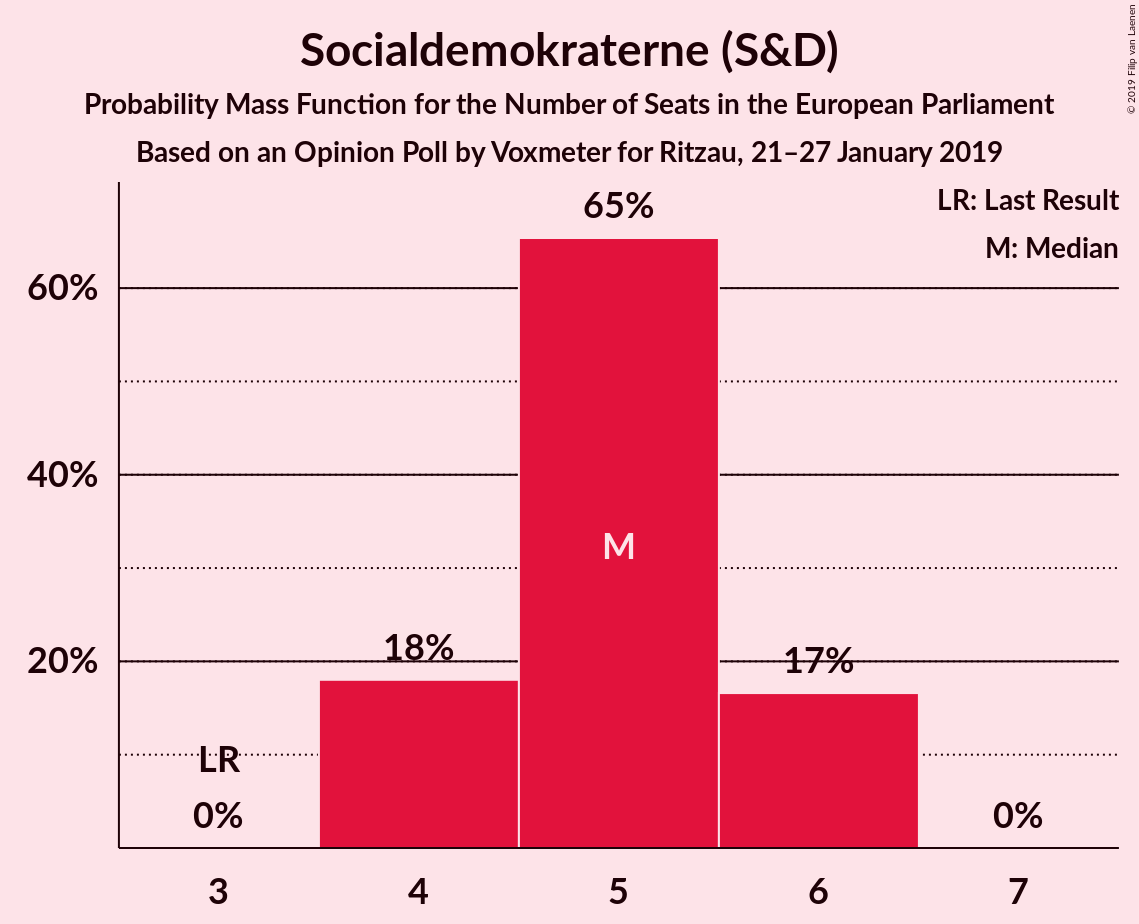 Socialdemokraterne (S&D)
Probability Mass Function for the Number of Seats in the European Parliament
Based on an Opinion Poll by Voxmeter for Ritzau, 21–27 January 2019
© 2019 Filip van Laenen
LR: Last Result
M: Median
65%
60%
40%
M
18%
20%
17%
LR
0%
0%
3 4 5 6 7